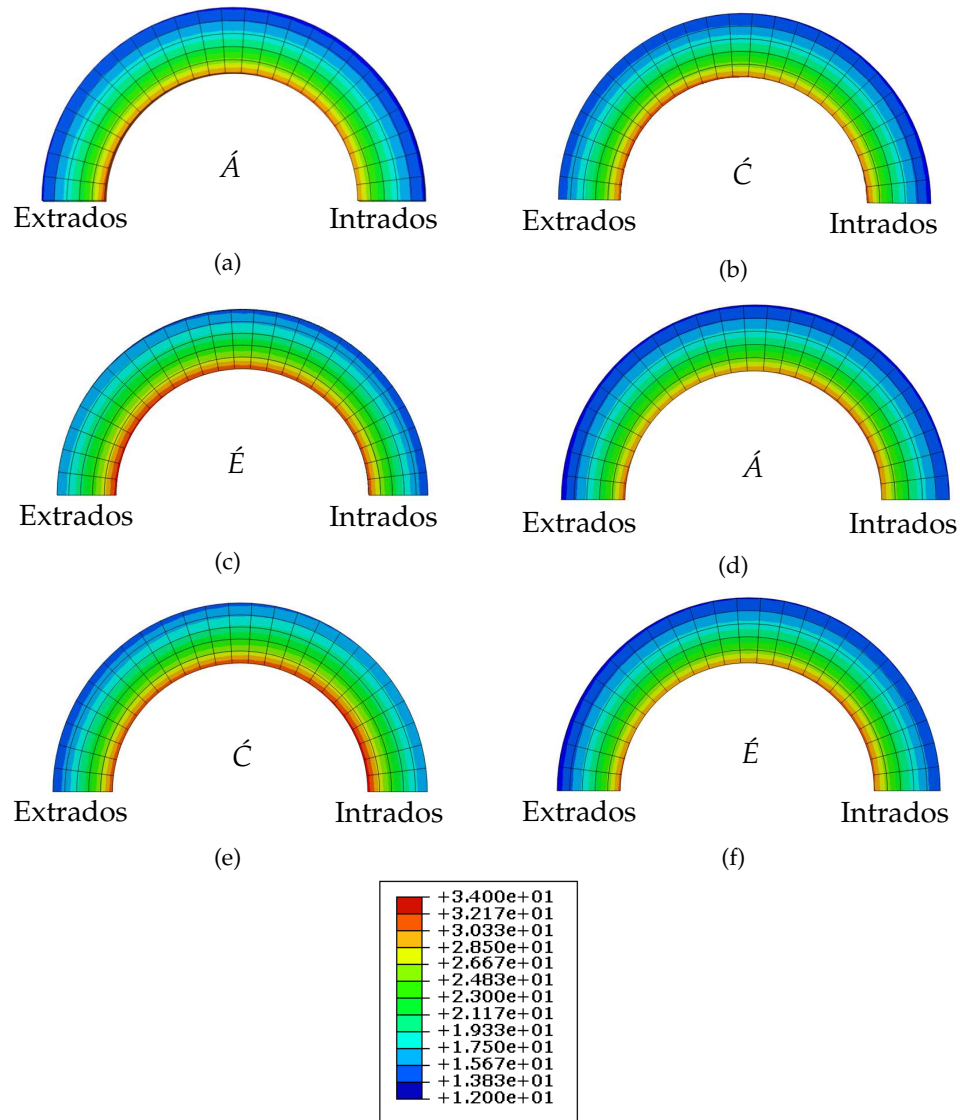 Á
Ć
Extrados Intrados
Extrados Intrados
(a)
(b)
É
Á
Extrados Intrados
Extrados Intrados
(c)
(d)
Ć
É
Extrados Intrados
Extrados Intrados
(e)
(f)
+3.400e+01
+3.217e+01
+3.033e+01
+2.850e+01
+2.667e+01
+2.483e+01
+2.300e+01
+2.117e+01
+1.933e+01
+1.750e+01
+1.567e+01
+1.383e+01
+1.200e+01